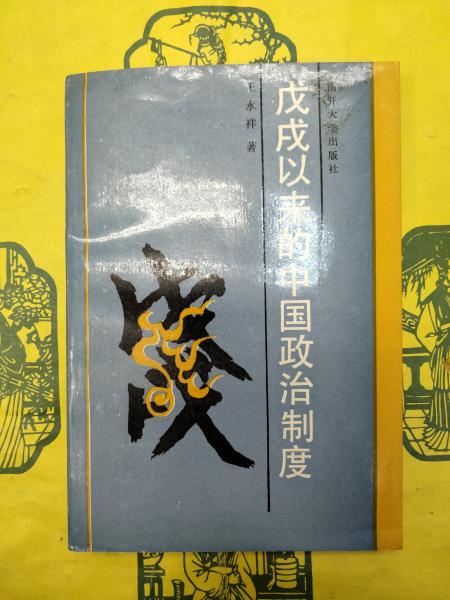 南开大学出版社
戊戌以来的中国政治制度
王永祥 著